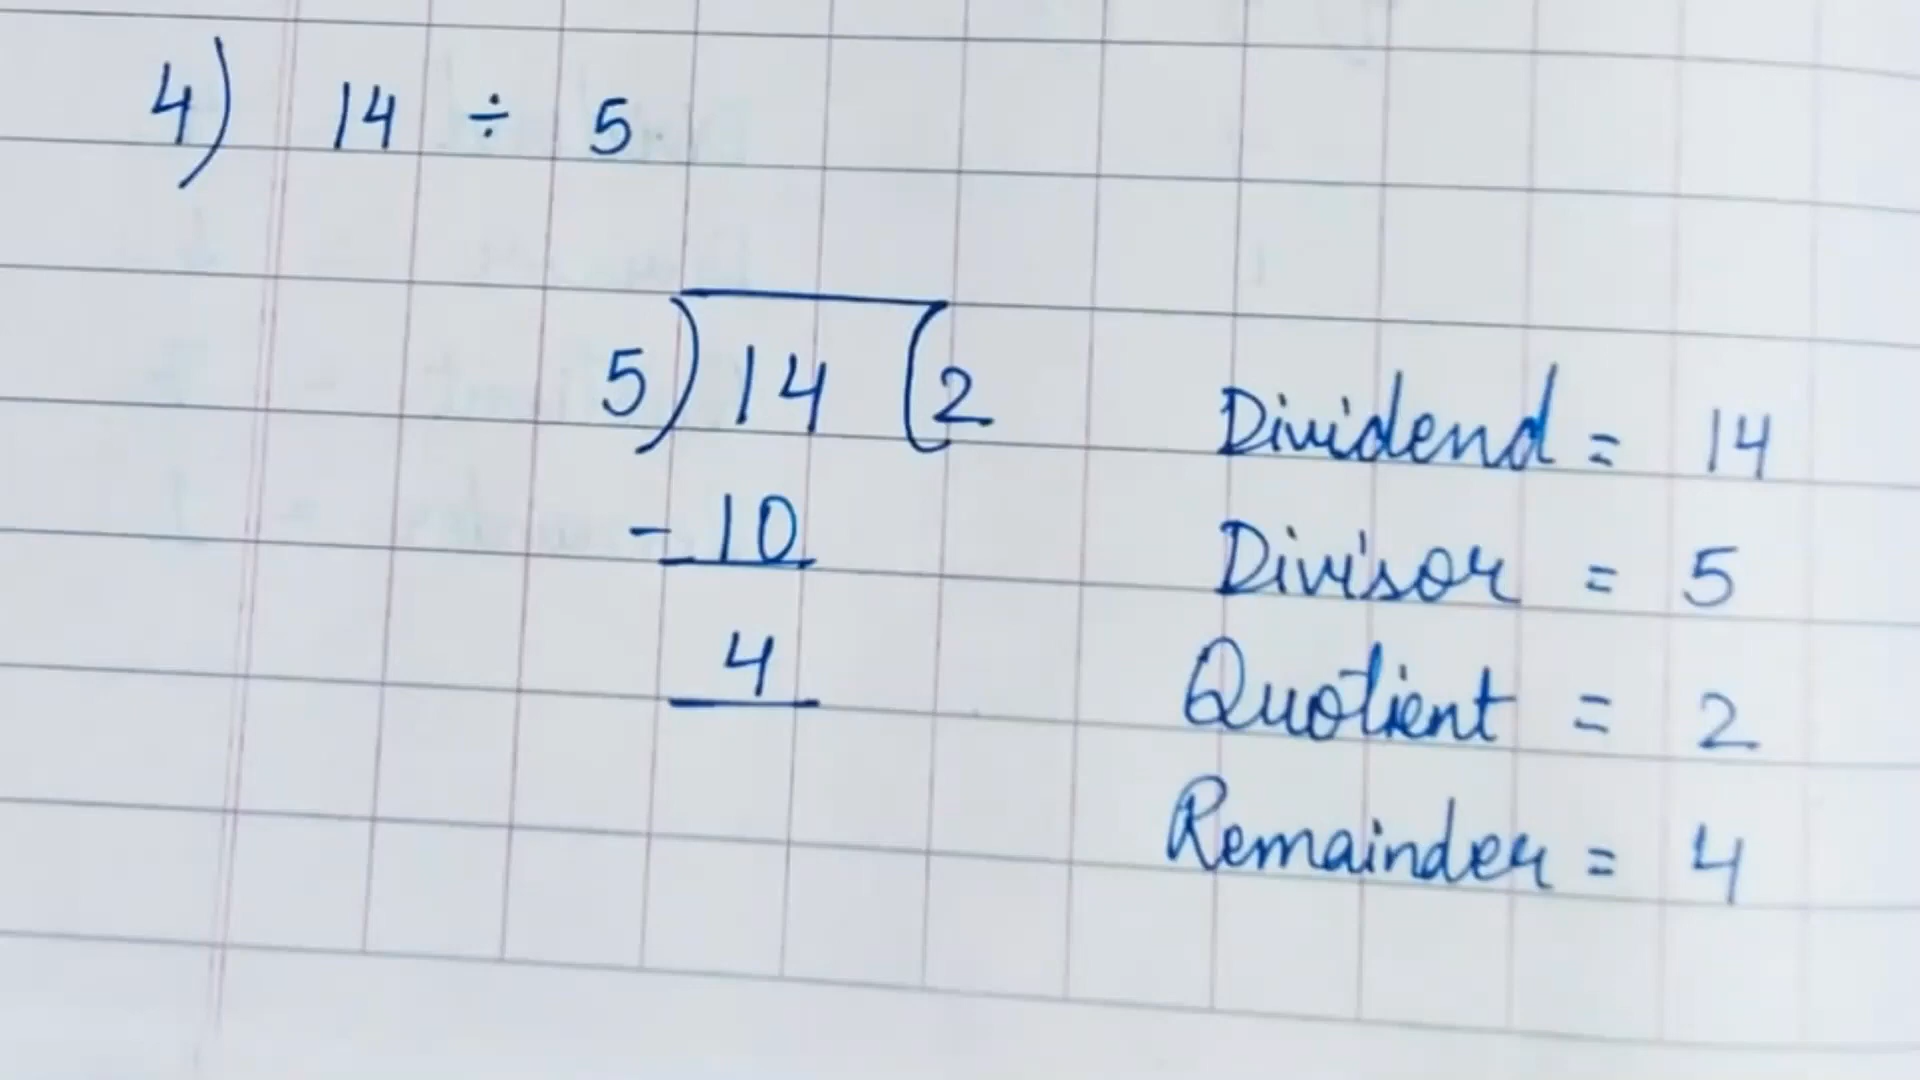 4) 14 ÷ 5
5)14(2
-10
4
Dividend = 14
Divisor = 5
Quotient = 2
Remainder = 4